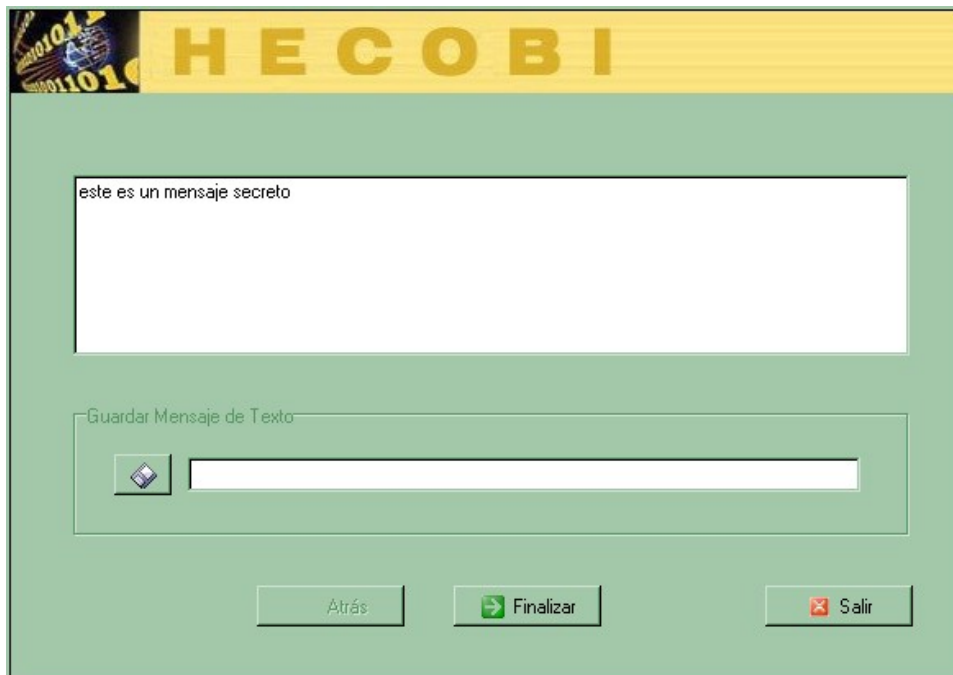 HECOBI
este es un mensaje secreto
Guardar Mensaje de Texto
Atrás
Finalizar
Salir